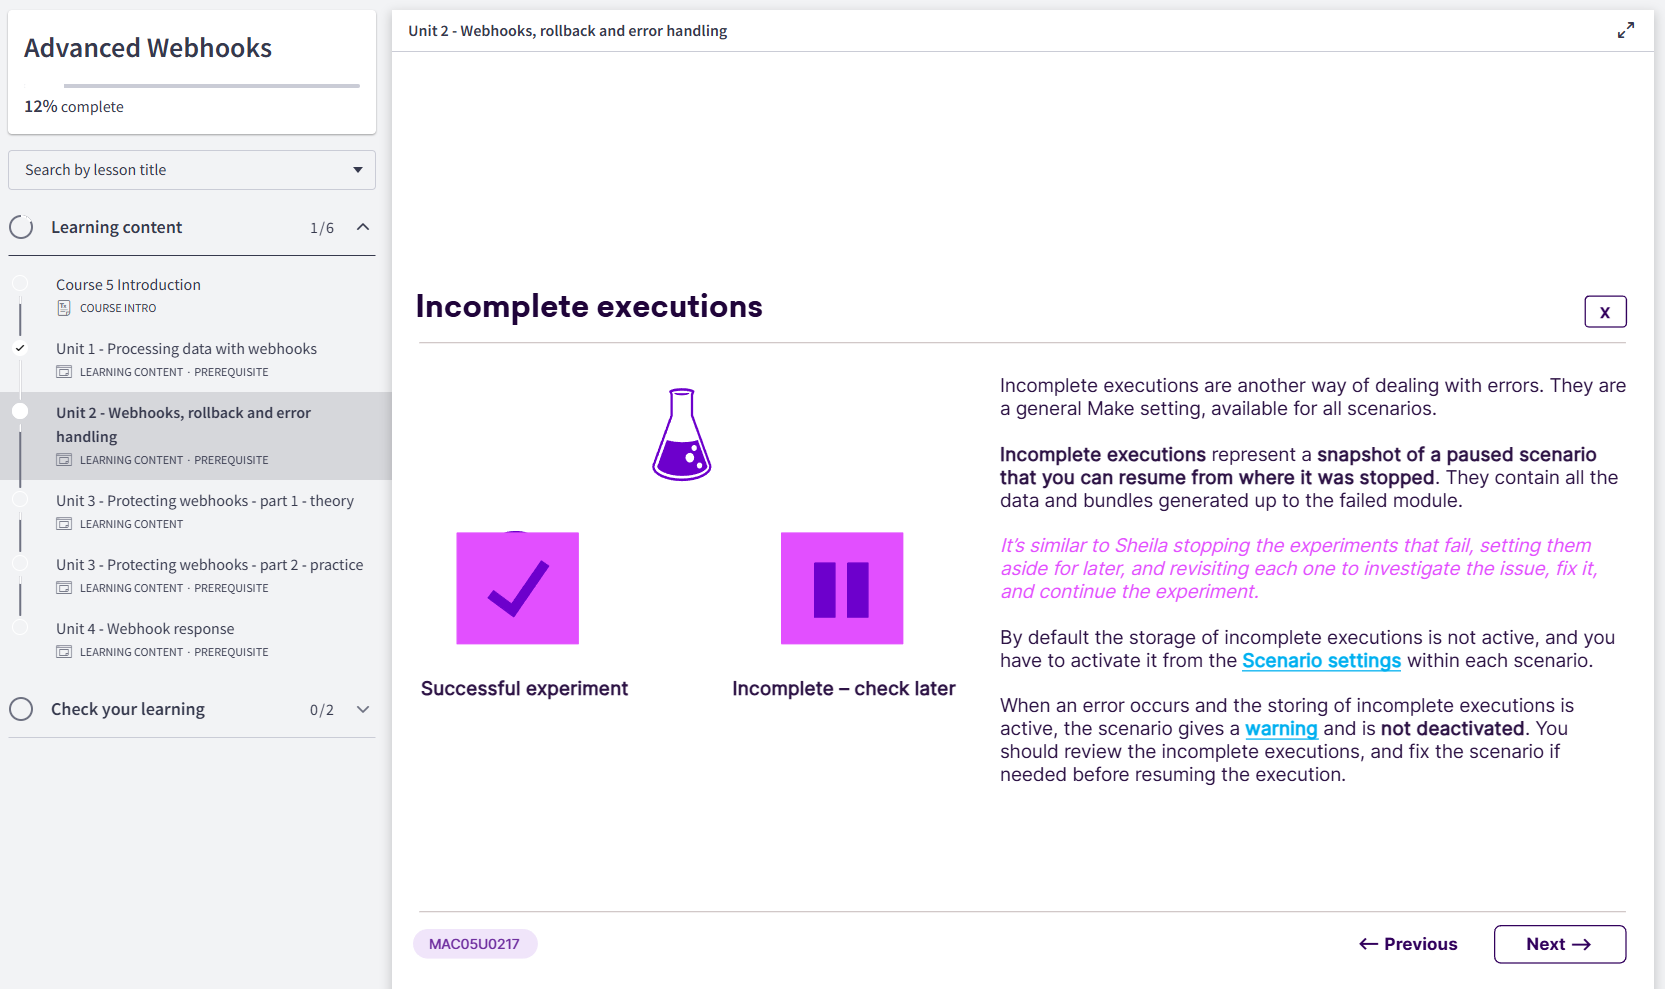 Advanced Webhooks
12% complete
Search by lesson title
Learning content 1/6
Course 5 Introduction
COURSE INTRO
Unit 1 - Processing data with webhooks
LEARNING CONTENT · PREREQUISITE
Unit 2 - Webhooks, rollback and error
handling
LEARNING CONTENT · PREREQUISITE
Unit 3 - Protecting webhooks - part 1 - theory
LEARNING CONTENT
Unit 3 - Protecting webhooks - part 2 - practice
LEARNING CONTENT · PREREQUISITE
Unit 4 - Webhook response
LEARNING CONTENT · PREREQUISITE
Check your learning 0/2
Unit 2 - Webhooks, rollback and error handling
Incomplete executions
X
Successful experiment
Incomplete – check later
Incomplete executions are another way of dealing with errors. They are
a general Make setting, available for all scenarios.
Incomplete executions represent a snapshot of a paused scenario
that you can resume from where it was stopped. They contain all the
data and bundles generated up to the failed module.
It's similar to Sheila stopping the experiments that fail, setting them
aside for later, and revisiting each one to investigate the issue, fix it,
and continue the experiment.
By default the storage of incomplete executions is not active, and you
have to activate it from the Scenario settings within each scenario.
When an error occurs and the storing of incomplete executions is
active, the scenario gives a warning and is not deactivated. You
should review the incomplete executions, and fix the scenario if
needed before resuming the execution.
MAC05U0217
← Previous
Next →